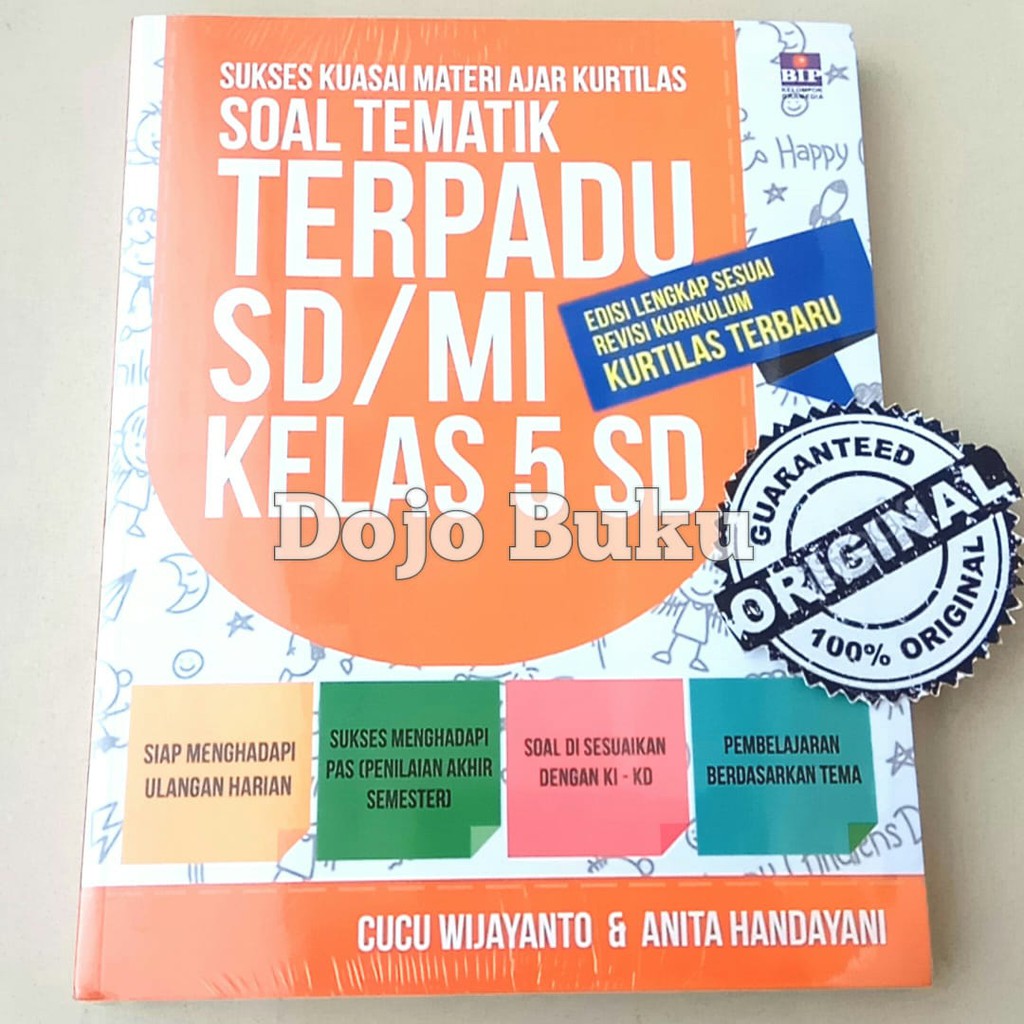 SUKSES KUASAI MATERI AJAR KURTILAS
SOAL TEMATIK
TERPADU
SD/MI
KELAS 5 SD
BIP
KELOMPOK
GRAMEDIA
Happy
EDISI LENGKAP SESUAI
REVISI KURIKULUM
KURTILAS TERBARU
Dojo Buku
GUARANTEED
ORIGINAL
100% ORIGINAL
SIAP MENGHADAPI
ULANGAN HARIAN
SUKSES MENGHADAPI
PAS (PENILAIAN AKHIR
SEMESTER)
SOAL DI SESUAIKAN
DENGAN KI - KD
PEMBELAJARAN
BERDASARKAN TEMA
CUCU WIJAYANTO & ANITA HANDAYANI